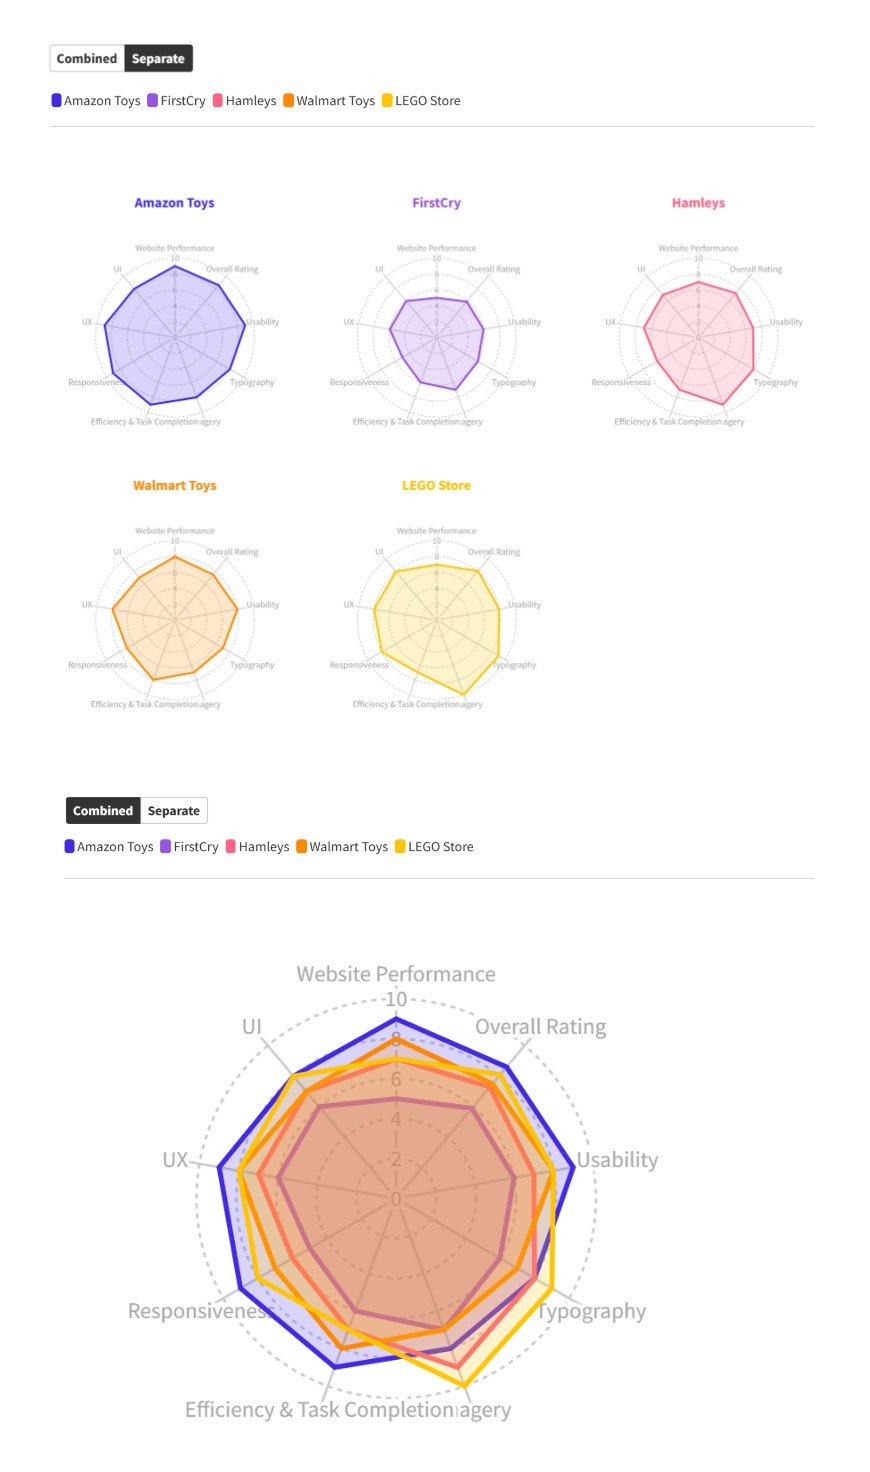 Combined Separate
Amazon Toys FirstCry Hamleys Walmart Toys LEGO Store
Amazon Toys
Website Performance
10
Overall Rating
UI
8
6
4
2
0
UX
Usability
Responsiveness
Typography
Efficiency & Task Completion agery
FirstCry
Website Performance
10
Overall Rating
UI
8
6
4
2
0
UX
Usability
Responsiveness
Typography
Efficiency & Task Completion agery
Hamleys
Website Performance
10
Overall Rating
UI
8
6
4
2
0
UX
Usability
Responsiveness
Typography
Efficiency & Task Completion agery
Walmart Toys
Website Performance
10
Overall Rating
UI
8
6
4
2
0
UX
Usability
Responsiveness
Typography
Efficiency & Task Completion agery
LEGO Store
Website Performance
10
Overall Rating
UI
8
6
4
2
0
UX
Usability
Responsiveness
Typography
Efficiency & Task Completion agery
Combined Separate
Amazon Toys FirstCry Hamleys Walmart Toys LEGO Store
Website Performance
10
Overall Rating
UI
8
6
4
2
0
UX
Usability
Responsiveness
Typography
Efficiency & Task Completion agery